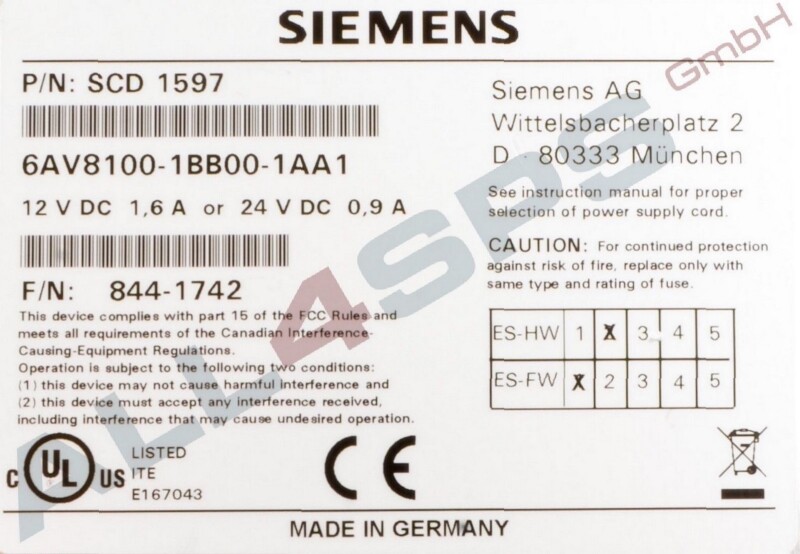 SIEMENS
P/N: SCD 1597
6AV8100-1BB00-1AA1
12 V DC 1,6 A or 24 V DC 0,9 A
F/N: 844-1742
This device complies with part 15 of the FCC Rules and
meets all requirements of the Canadian Interference-
Causing-Equipment Regulations.
Operation is subject to the following two conditions:
(1) this device may not cause harmful interference and
(2) this device must accept any interference received,
including interference that may cause undesired operation.
Siemens AG
Wittelsbacherplatz 2
D - 80333 München
See instruction manual for proper
selection of power supply cord.
CAUTION: For continued protection
against risk of fire, replace only with
same type and rating of fuse.
ES-HW 1 X 3 4 5
ES-FW X 2 3 4 5
C UL US
LISTED
ITE
E167043
CE
MADE IN GERMANY
ALL4SPS GmbH